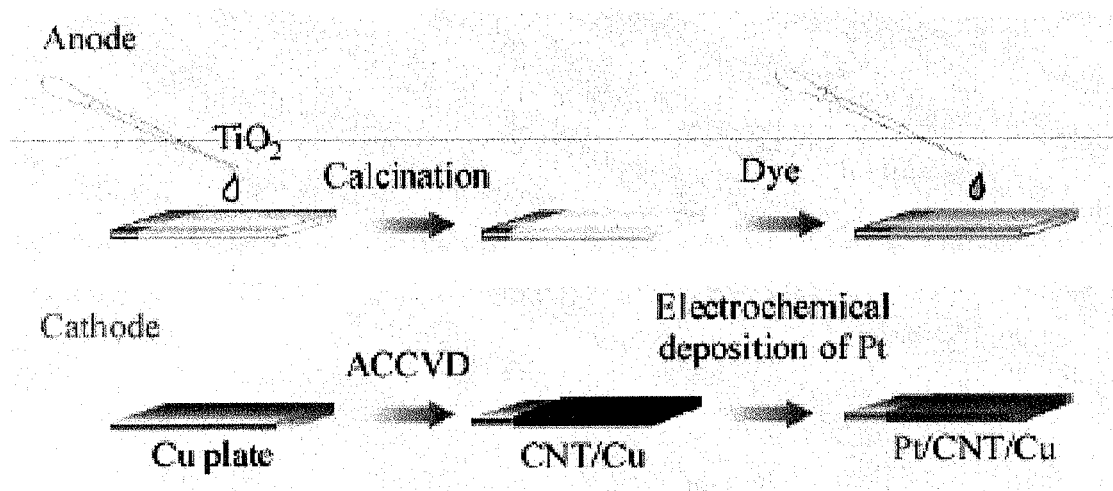 Anode
TiO₂
Calcination
Dye
Cathode
ACCVD
Electrochemical
deposition of Pt
Cu plate
CNT/Cu
Pt/CNT/Cu